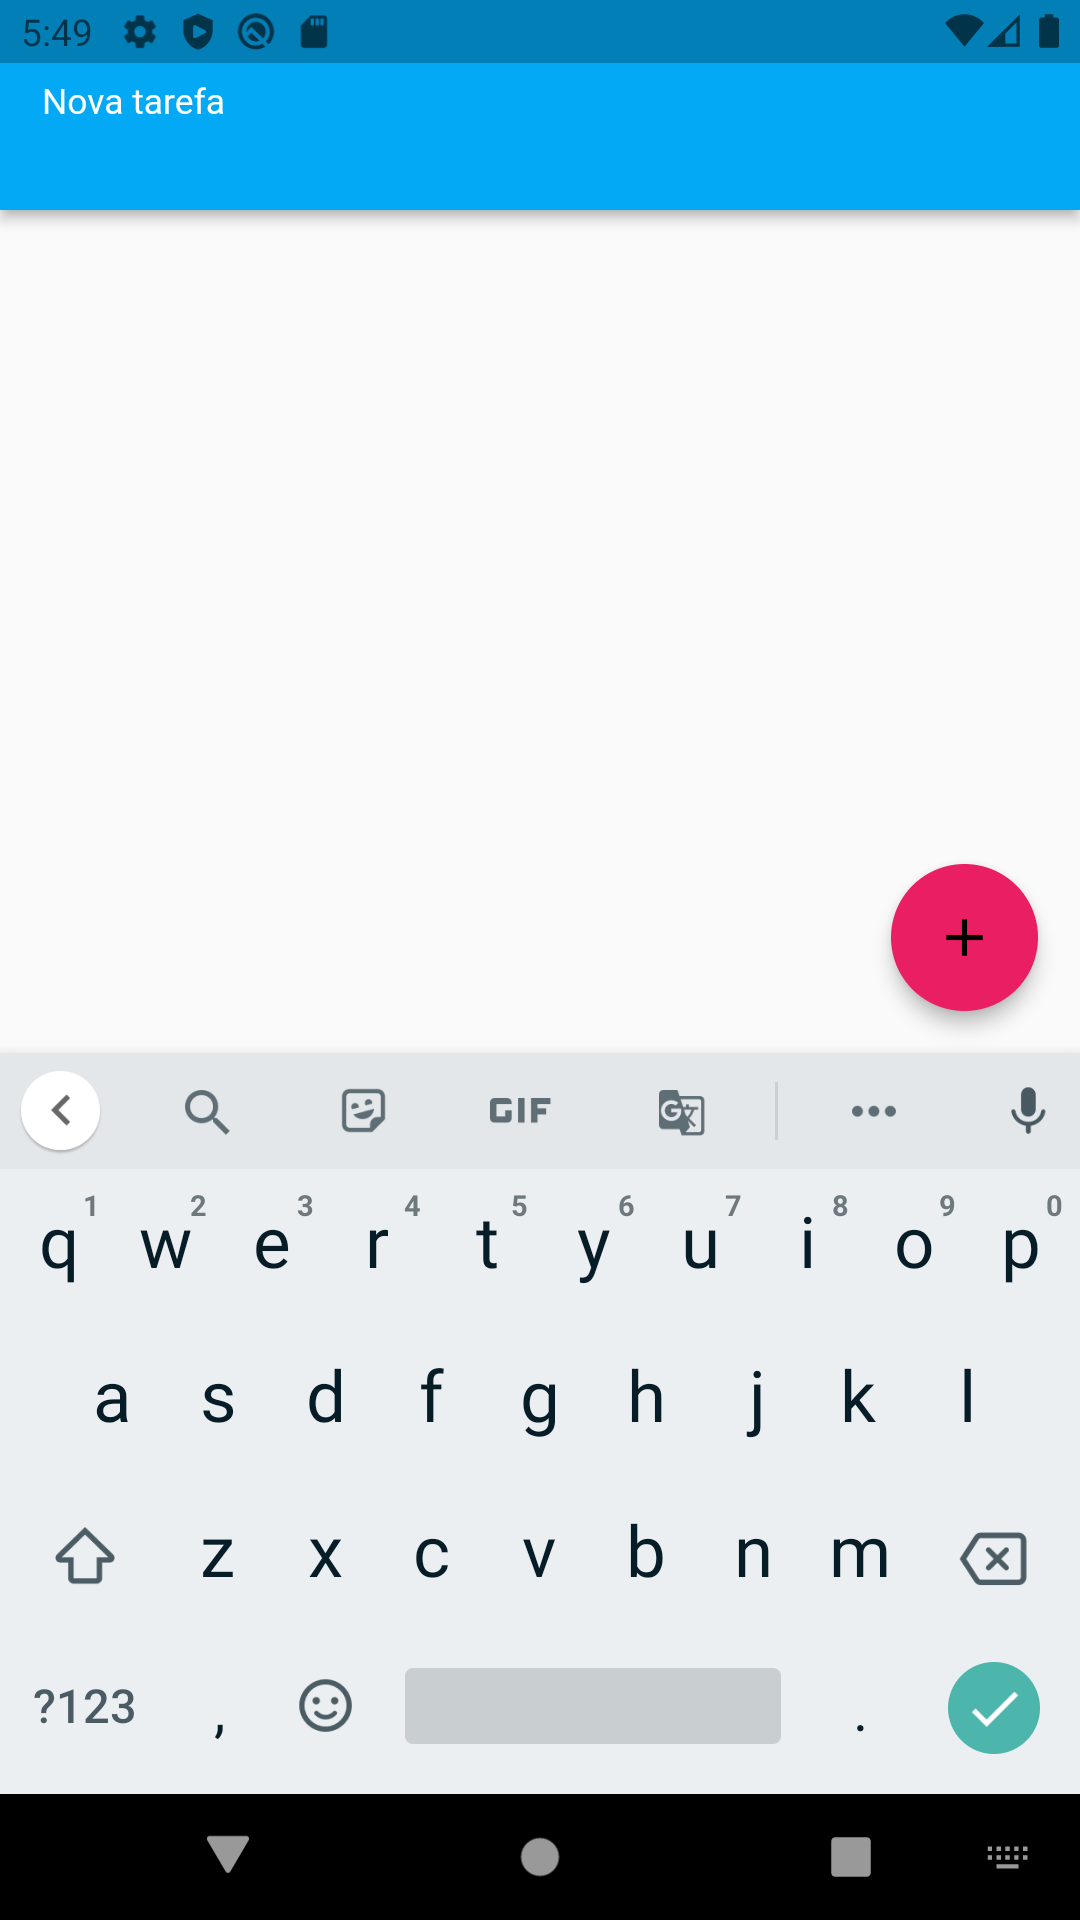 5:49
Nova tarefa
GIF
G
1 2 3 4 5 6 7 8 9 0
q w e r t y u i o p
a s d f g h j k l
z x c v b n m
?123 , .